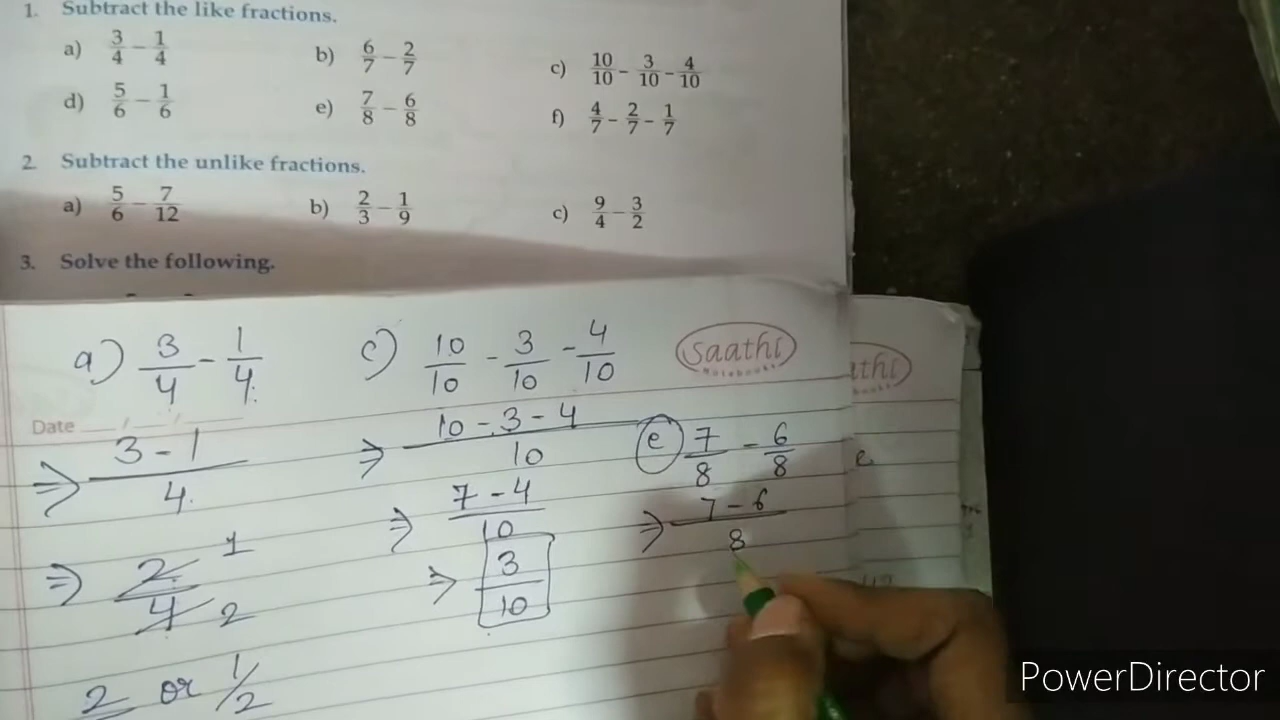 1. Subtract the like fractions.
a) 3/4 - 1/4 b) 6/7 - 2/7 c) 10/10 - 3/10 - 4/10
d) 5/6 - 1/6 e) 7/8 - 6/8 f) 4/7 - 2/7 - 1/7
2. Subtract the unlike fractions.
a) 5/6 - 7/12 b) 2/3 - 1/9 c) 9/4 - 3/2
3. Solve the following.
a) 3/4 - 1/4.
⇒ 3 - 1 / 4.
⇒ 2/4 1 2
2 or 1/2
c) 10/10 - 3/10 - 4/10
⇒ 10 - 3 - 4 / 10
⇒ 7 - 4 / 10
⇒ 3/10
e 7/8 - 6/8
⇒ 7 - 6 / 8
Saathi
Notebooks
Date
PowerDirector